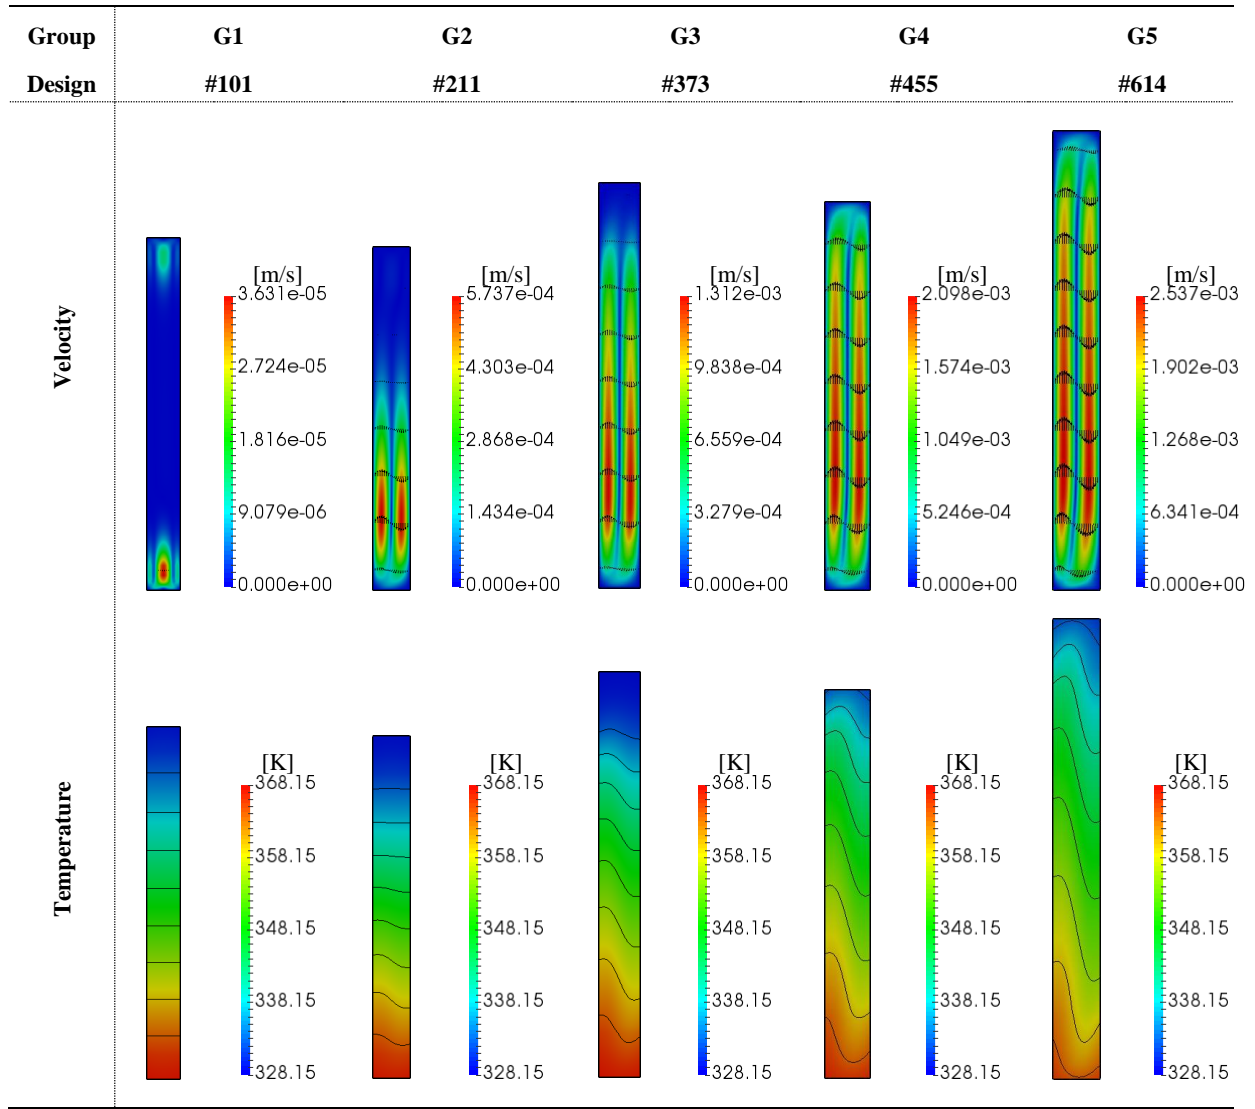 Group G1 G2 G3 G4 G5
Design #101 #211 #373 #455 #614
Velocity
[m/s] [m/s] [m/s] [m/s] [m/s]
3.631e-05 5.737e-04 1.312e-03 2.098e-03 2.537e-03
2.724e-05 4.303e-04 9.838e-04 1.574e-03 1.902e-03
1.816e-05 2.868e-04 6.559e-04 1.049e-03 1.268e-03
9.079e-06 1.434e-04 3.279e-04 5.246e-04 6.341e-04
0.000e+00 0.000e+00 0.000e+00 0.000e+00 0.000e+00
Temperature
[K] [K] [K] [K] [K]
368.15 368.15 368.15 368.15 368.15
358.15 358.15 358.15 358.15 358.15
348.15 348.15 348.15 348.15 348.15
338.15 338.15 338.15 338.15 338.15
328.15 328.15 328.15 328.15 328.15